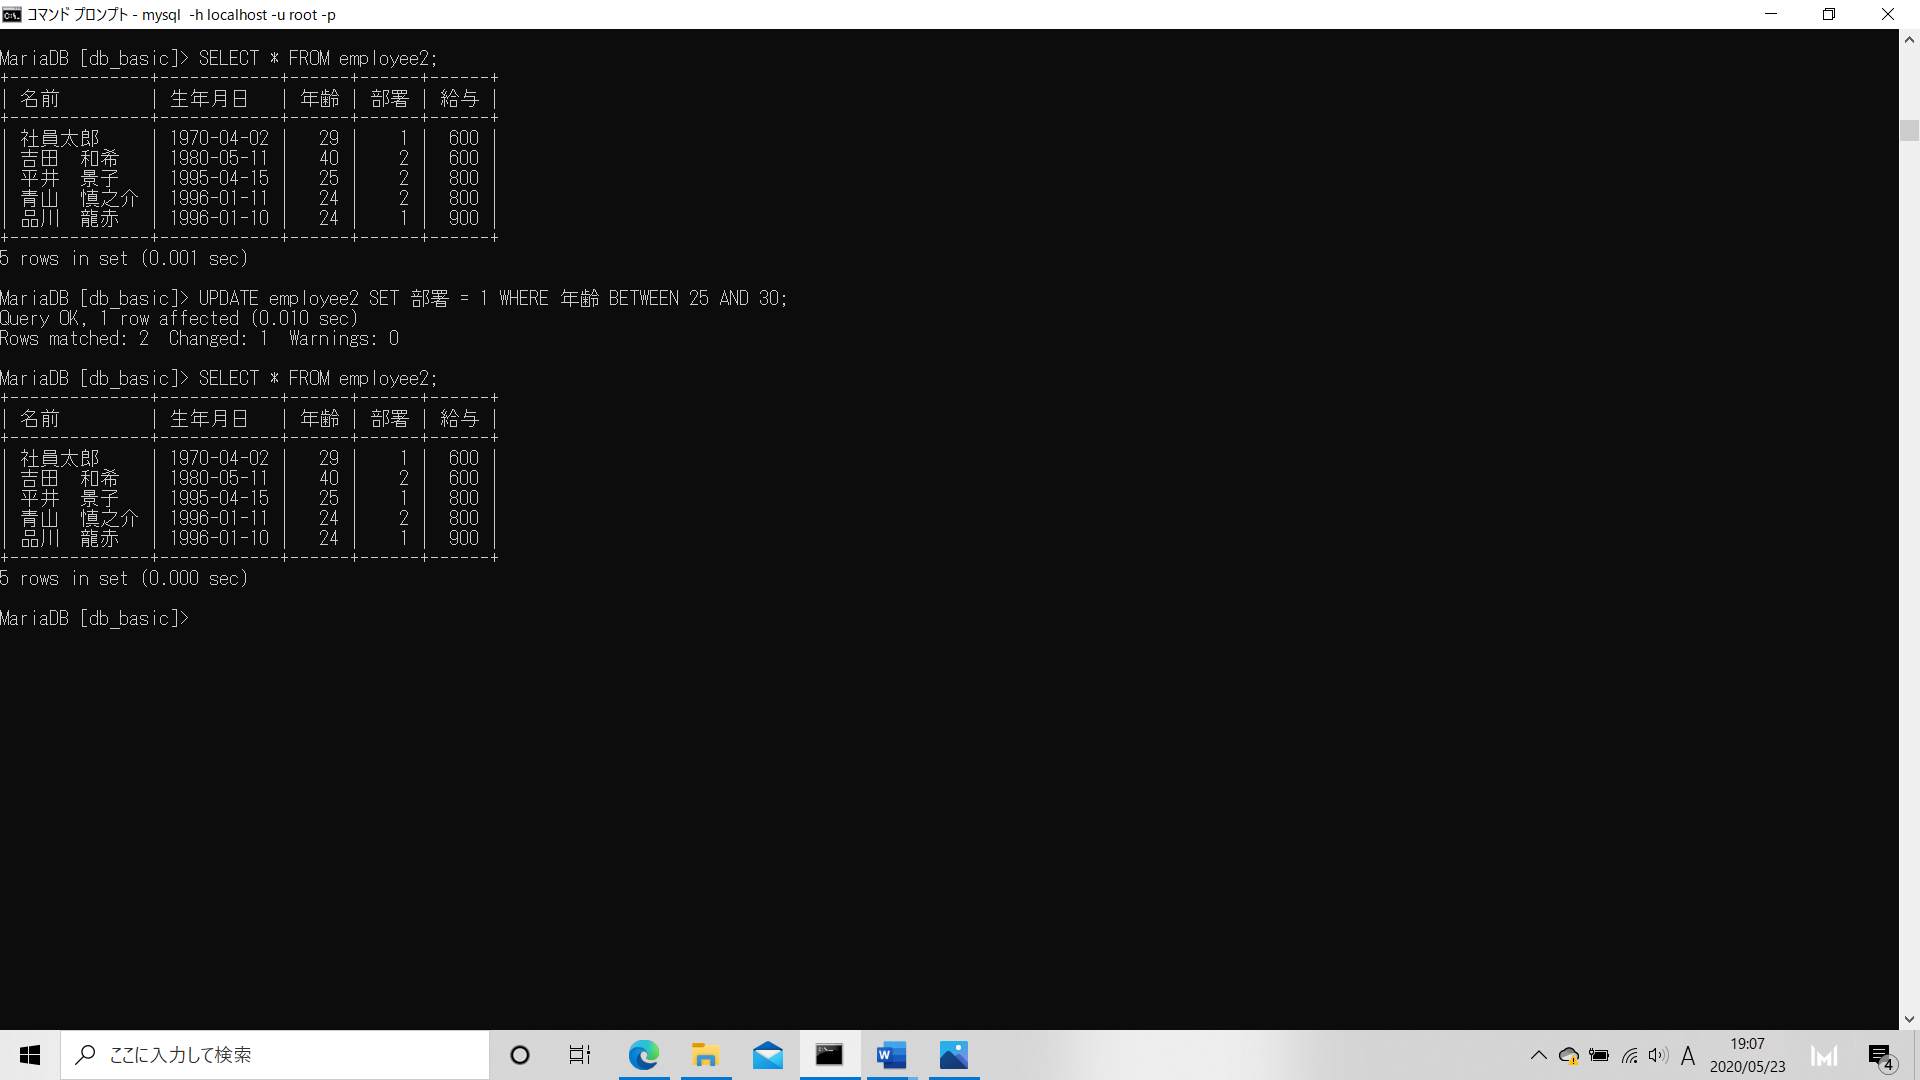 コマンド プロンプト - mysql  -h localhost -u root -p
MariaDB [db_basic]> SELECT * FROM employee2;
+--------------+------------+------+------+------+
| 名前         | 生年月日   | 年齢 | 部署 | 給与 |
+--------------+------------+------+------+------+
| 社員太郎     | 1970-04-02 |   29 |    1 |  600 |
| 吉田　和希   | 1980-05-11 |   40 |    2 |  600 |
| 平井　景子   | 1995-04-15 |   25 |    2 |  800 |
| 青山　慎之介 | 1996-01-11 |   24 |    2 |  800 |
| 品川　龍赤   | 1996-01-10 |   24 |    1 |  900 |
+--------------+------------+------+------+------+
5 rows in set (0.001 sec)
MariaDB [db_basic]> UPDATE employee2 SET 部署 = 1 WHERE 年齢 BETWEEN 25 AND 30;
Query OK, 1 row affected (0.010 sec)
Rows matched: 2  Changed: 1  Warnings: 0
MariaDB [db_basic]> SELECT * FROM employee2;
+--------------+------------+------+------+------+
| 名前         | 生年月日   | 年齢 | 部署 | 給与 |
+--------------+------------+------+------+------+
| 社員太郎     | 1970-04-02 |   29 |    1 |  600 |
| 吉田　和希   | 1980-05-11 |   40 |    2 |  600 |
| 平井　景子   | 1995-04-15 |   25 |    1 |  800 |
| 青山　慎之介 | 1996-01-11 |   24 |    2 |  800 |
| 品川　龍赤   | 1996-01-10 |   24 |    1 |  900 |
+--------------+------------+------+------+------+
5 rows in set (0.000 sec)
MariaDB [db_basic]>
ここに入力して検索
A
19:07
2020/05/23
4